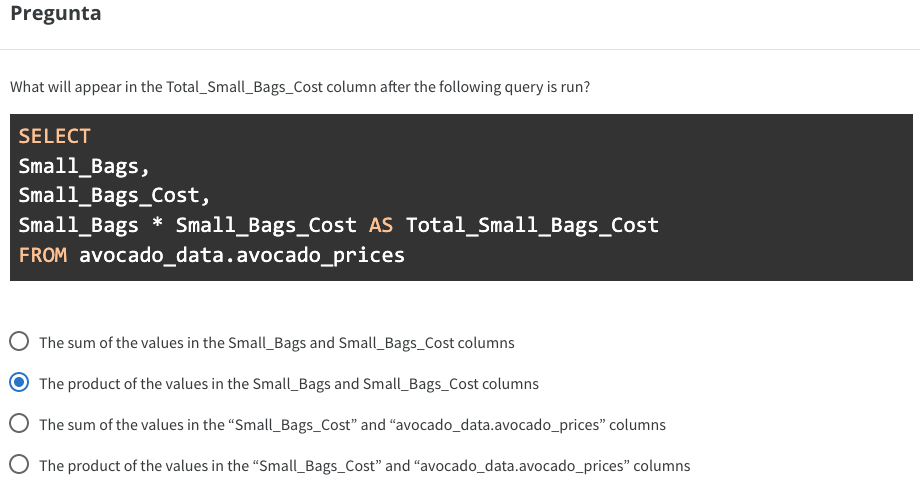 Pregunta
What will appear in the Total_Small_Bags_Cost column after the following query is run?
SELECT
Small_Bags,
Small_Bags_Cost,
Small_Bags * Small_Bags_Cost AS Total_Small_Bags_Cost
FROM avocado_data.avocado_prices
The sum of the values in the Small_Bags and Small_Bags_Cost columns
The product of the values in the Small_Bags and Small_Bags_Cost columns
The sum of the values in the “Small_Bags_Cost” and “avocado_data.avocado_prices” columns
The product of the values in the “Small_Bags_Cost” and “avocado_data.avocado_prices” columns